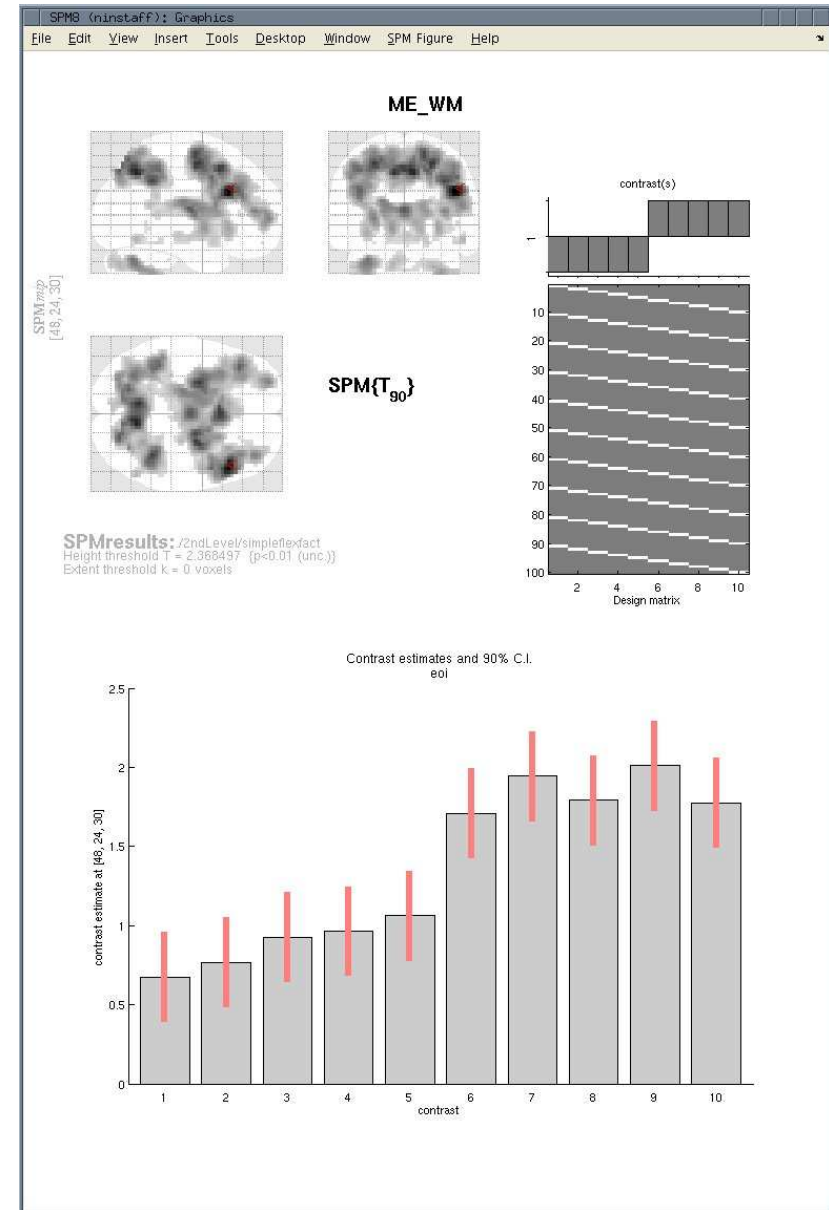 SPM8 (ninstaff): Graphics
File Edit View Insert Tools Desktop Window SPM Figure Help
ME_WM
contrast(s)
1
SPMmip
[48, 24, 30]
SPM{T90}
10
20
30
40
50
60
70
80
90
100
2 4 6 8 10
Design matrix
SPMresults: ./2ndLevel/simpleflexfact
Height threshold T = 2.368497 {p<0.01 (unc.)}
Extent threshold k = 0 voxels
Contrast estimates and 90% C.I.
eoi
contrast estimate at [48, 24, 30]
2.5
2
1.5
1
0.5
0
1 2 3 4 5 6 7 8 9 10
contrast